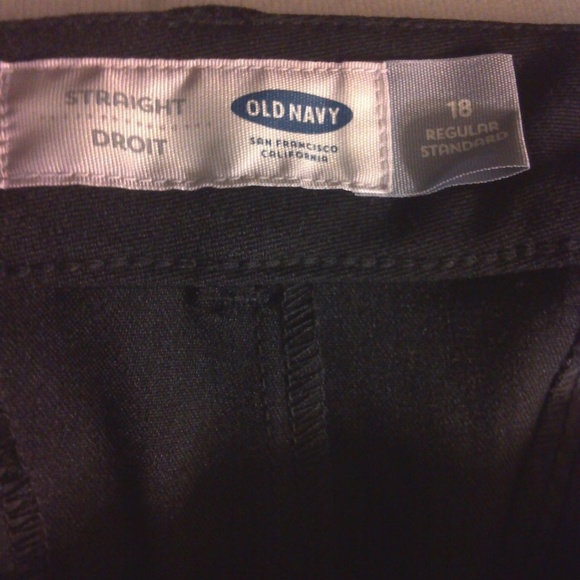 STRAIGHT
DROIT
OLD NAVY
SAN FRANCISCO
CALIFORNIA
18
REGULAR
STANDARD